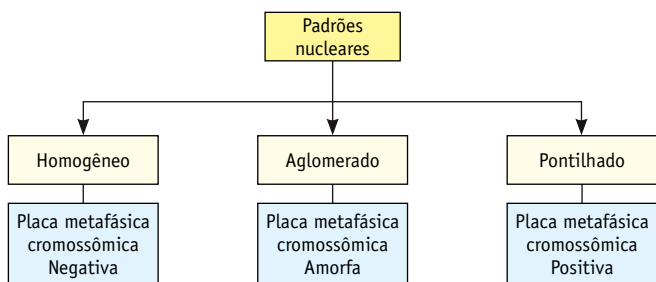 Padrões
nucleares
Homogêneo
Aglomerado
Pontilhado
Placa metafásica
cromossômica
Negativa
Placa metafásica
cromossômica
Amorfa
Placa metafásica
cromossômica
Positiva